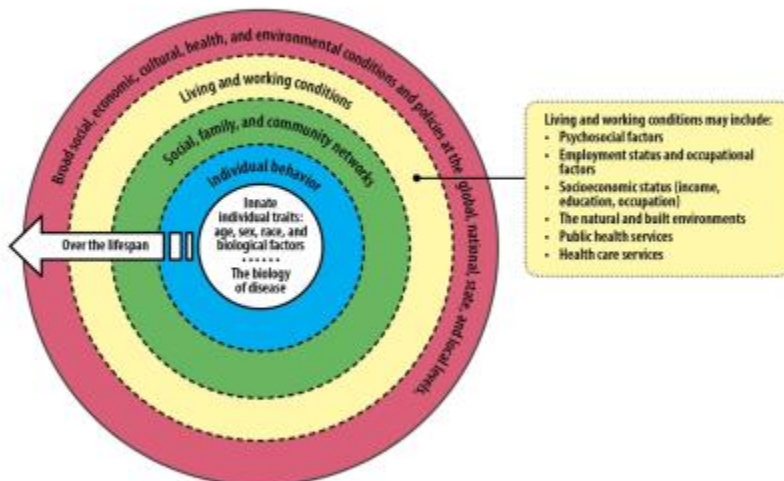 Broad social, economic, cultural, health, and environmental conditions and policies at the global, national, state, and local levels.
Living and working conditions
Social, family, and community networks
Individual behavior
Innate
individual traits:
age, sex, race, and
biological factors
......
The biology
of disease
Over the lifespan
Living and working conditions may include:
• Psychosocial factors
• Employment status and occupational
factors
• Socioeconomic status (income,
education, occupation)
• The natural and built environments
• Public health services
• Health care services